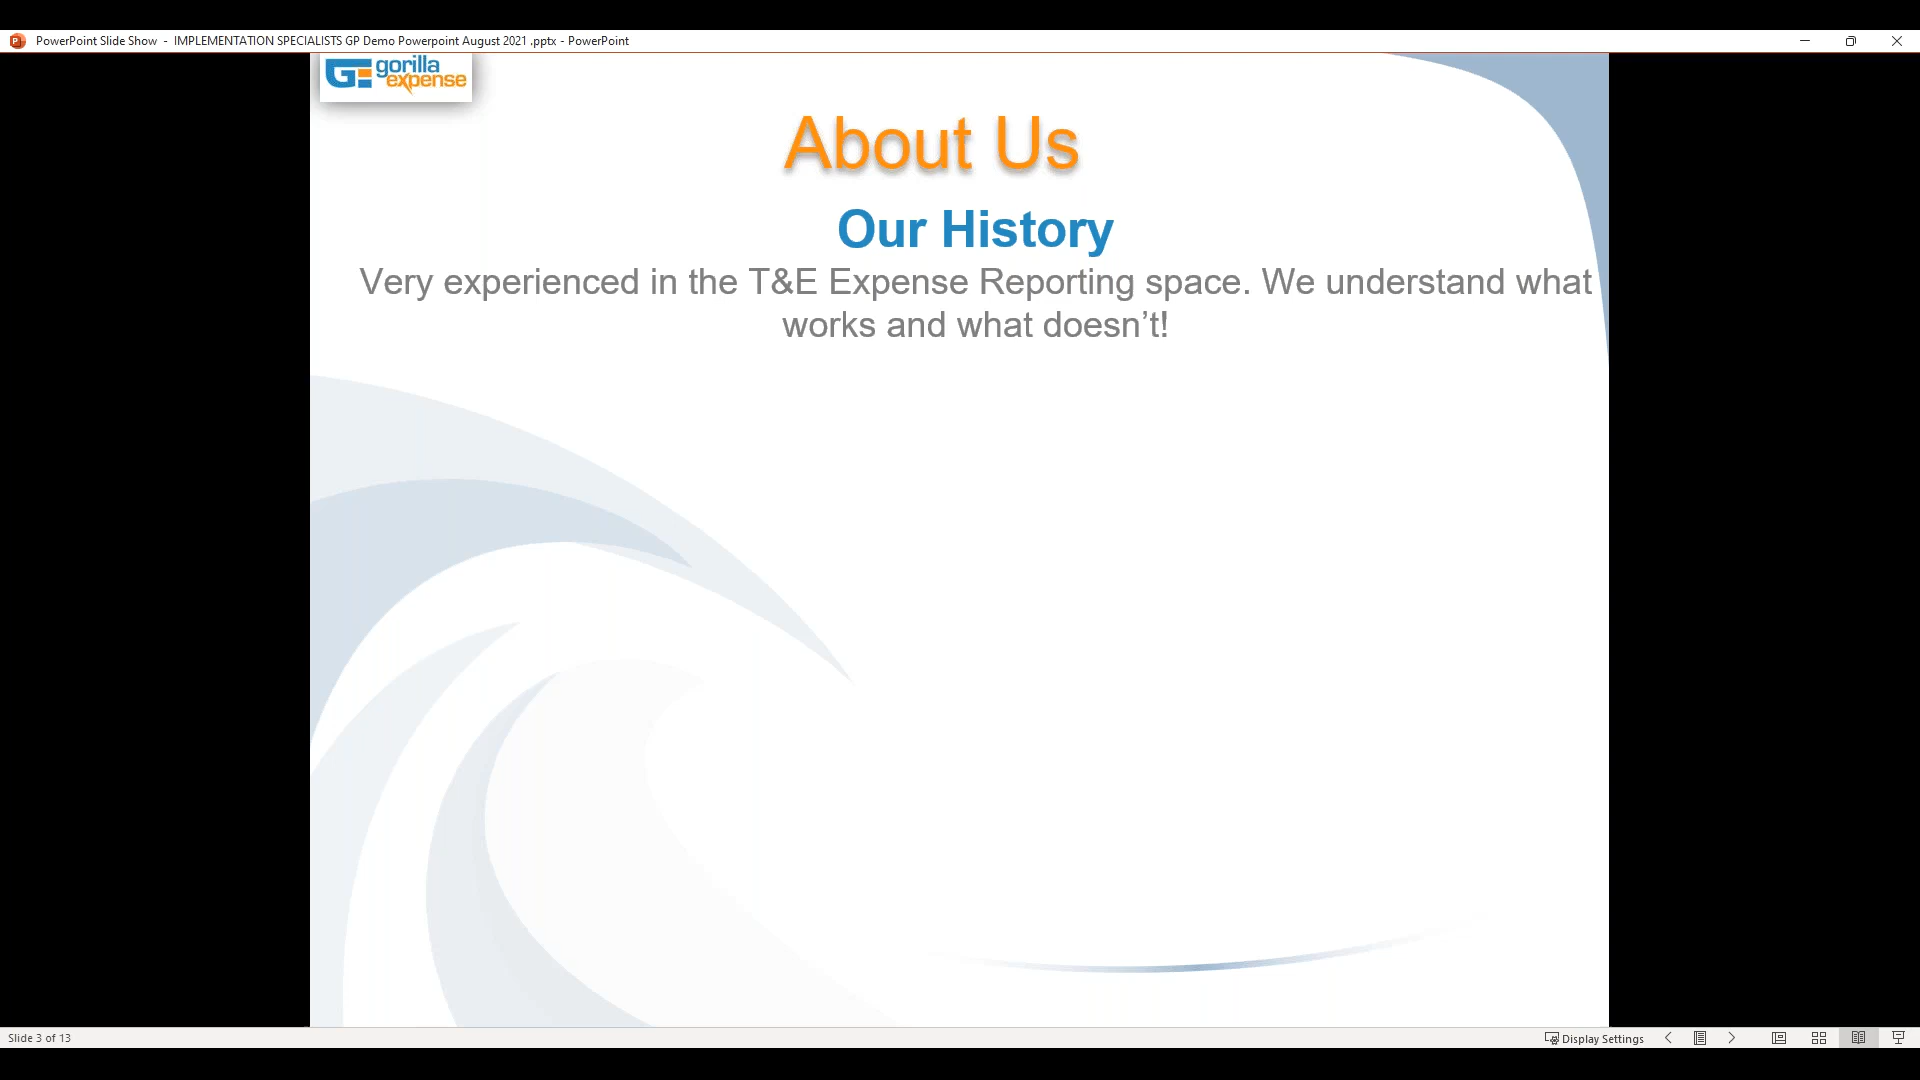 PowerPoint Slide Show - IMPLEMENTATION SPECIALISTS GP Demo Powerpoint August 2021 .pptx - PowerPoint
gorilla
expense
About Us
Our History
Very experienced in the T&E Expense Reporting space. We understand what
works and what doesn’t!
Slide 3 of 13
Display Settings